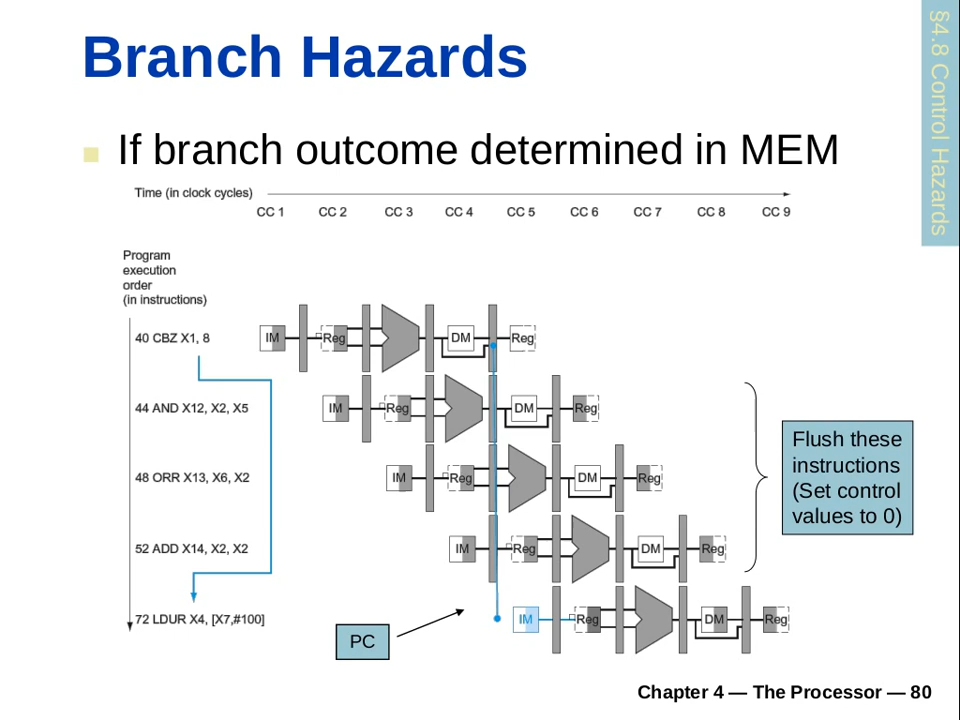 Branch Hazards
§4.8 Control Hazards
If branch outcome determined in MEM
Time (in clock cycles)
CC 1 CC 2 CC 3 CC 4 CC 5 CC 6 CC 7 CC 8 CC 9
Program
execution
order
(in instructions)
40 CBZ X1, 8
IM Reg DM Reg
44 AND X12, X2, X5
IM Reg DM Reg
48 ORR X13, X6, X2
IM Reg DM Reg
52 ADD X14, X2, X2
IM Reg DM Reg
72 LDUR X4, [X7,#100]
IM Reg DM Reg
Flush these
instructions
(Set control
values to 0)
PC
Chapter 4 — The Processor — 80